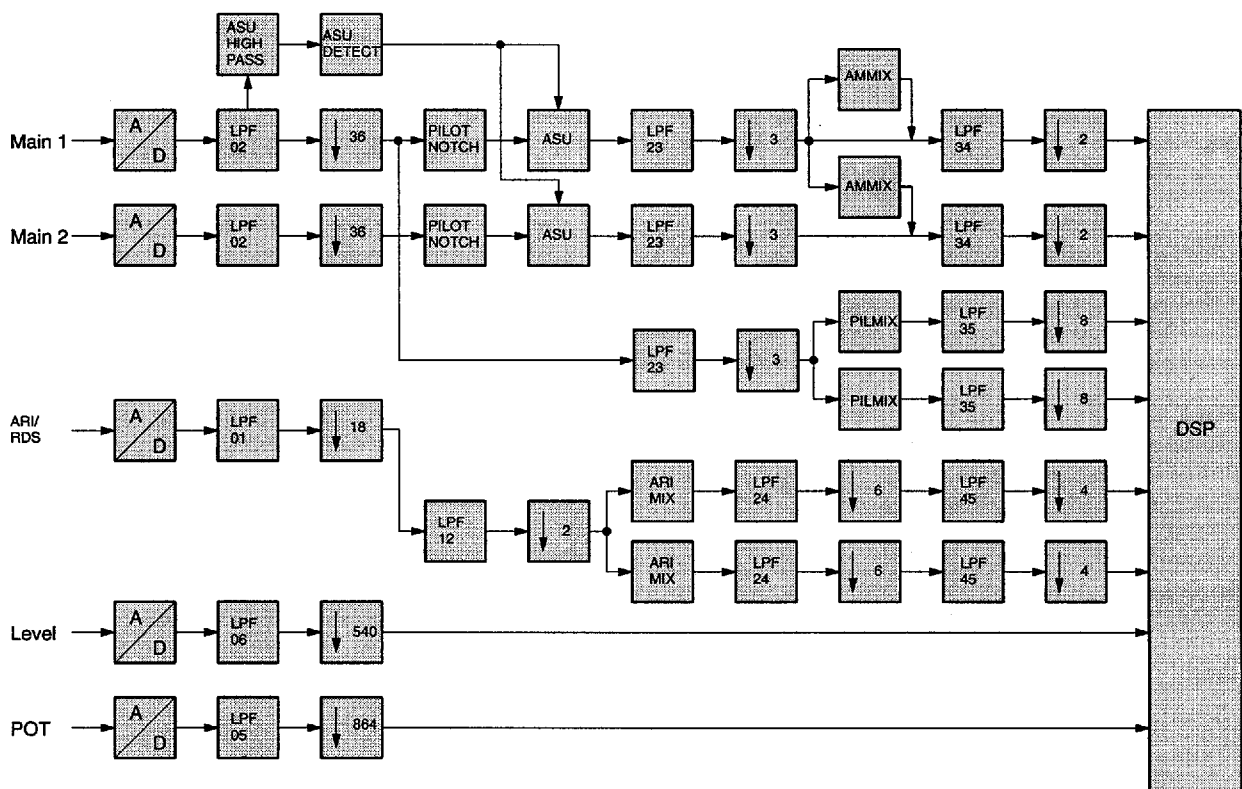 ASU
HIGH
PASS
ASU
DETECT
AMMIX
Main 1
A
D
LPF
02
36
PILOT
NOTCH
ASU
LPF
23
3
LPF
34
2
AMMIX
Main 2
A
D
LPF
02
36
PILOT
NOTCH
ASU
LPF
23
3
LPF
34
2
PILMIX
LPF
35
8
LPF
23
3
PILMIX
LPF
35
8
ARI/
RDS
A
D
LPF
01
18
DSP
ARI
MIX
LPF
24
6
LPF
45
4
LPF
12
2
ARI
MIX
LPF
24
6
LPF
45
4
Level
A
D
LPF
06
540
POT
A
D
LPF
05
864